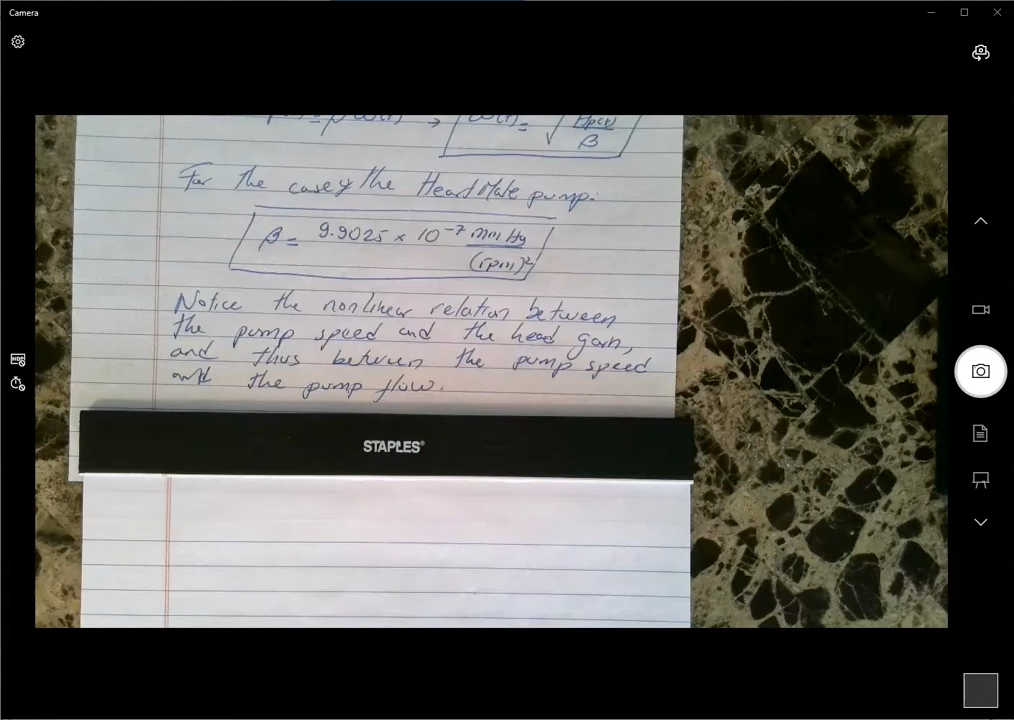 Camera
ω(t) = √ Hp(t) / β
For the case of the HeartMate pump:
β = 9.9025 × 10⁻⁷ mmHg / (rpm)²
Notice the nonlinear relation between
the pump speed and the head gain,
and thus between the pump speed
and the pump flow.
STAPLES®